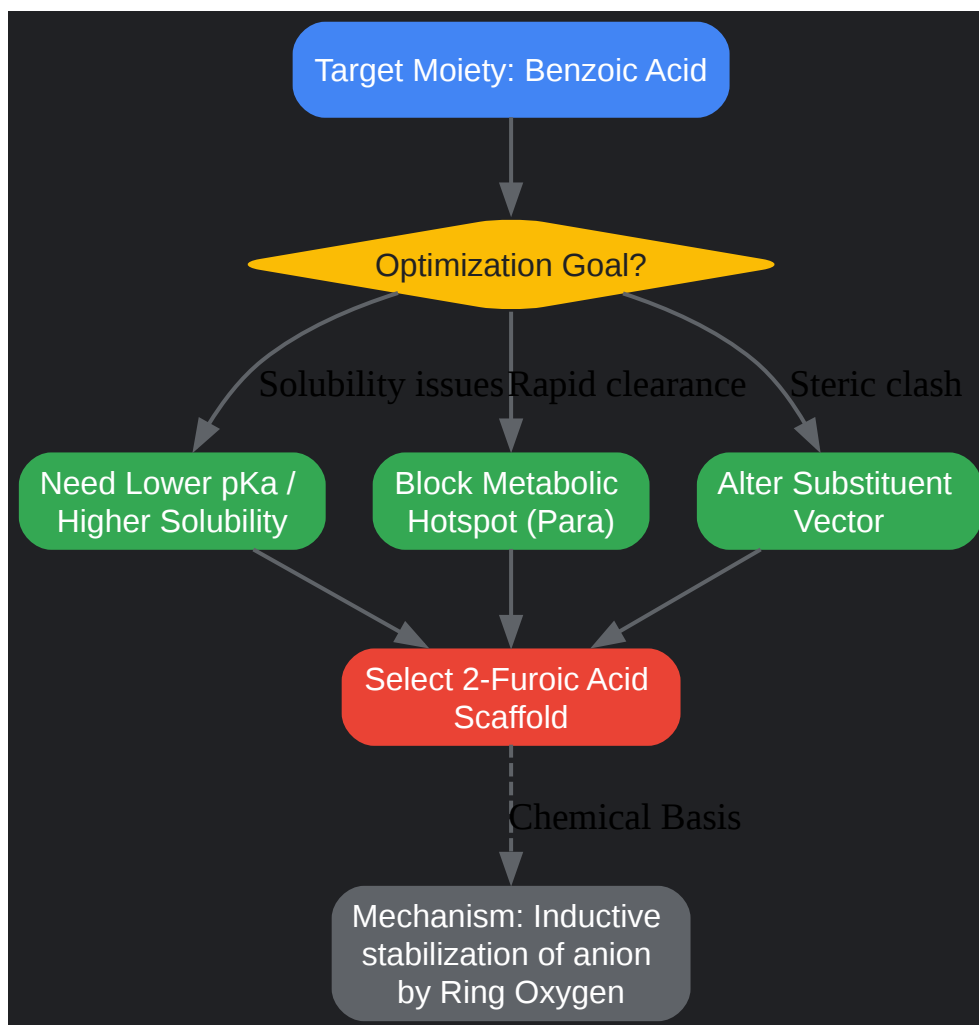 Target Moiety: Benzoic Acid
Optimization Goal?
Solubility issues
Rapid clearance
Steric clash
Need Lower pKa /
Higher Solubility
Block Metabolic
Hotspot (Para)
Alter Substituent
Vector
Select 2-Furoic Acid
Scaffold
Chemical Basis
Mechanism: Inductive
stabilization of anion
by Ring Oxygen